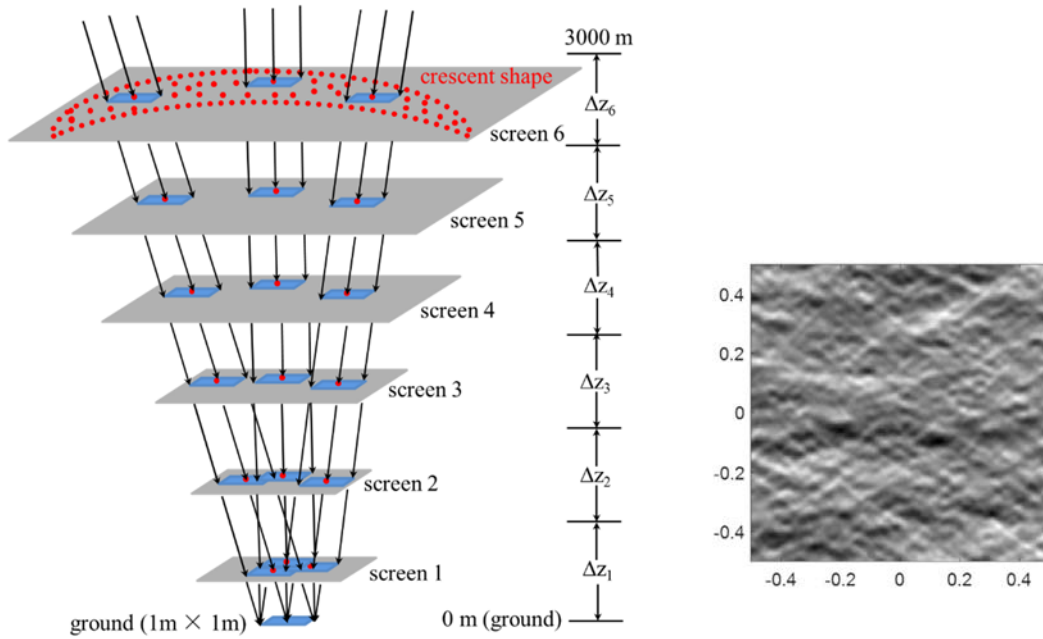 3000 m
crescent shape
Δz6
screen 6
Δz5
screen 5
Δz4
screen 4
Δz3
screen 3
Δz2
screen 2
Δz1
screen 1
ground (1m × 1m)
0 m (ground)
0.4
0.2
0
-0.2
-0.4
-0.4 -0.2 0 0.2 0.4